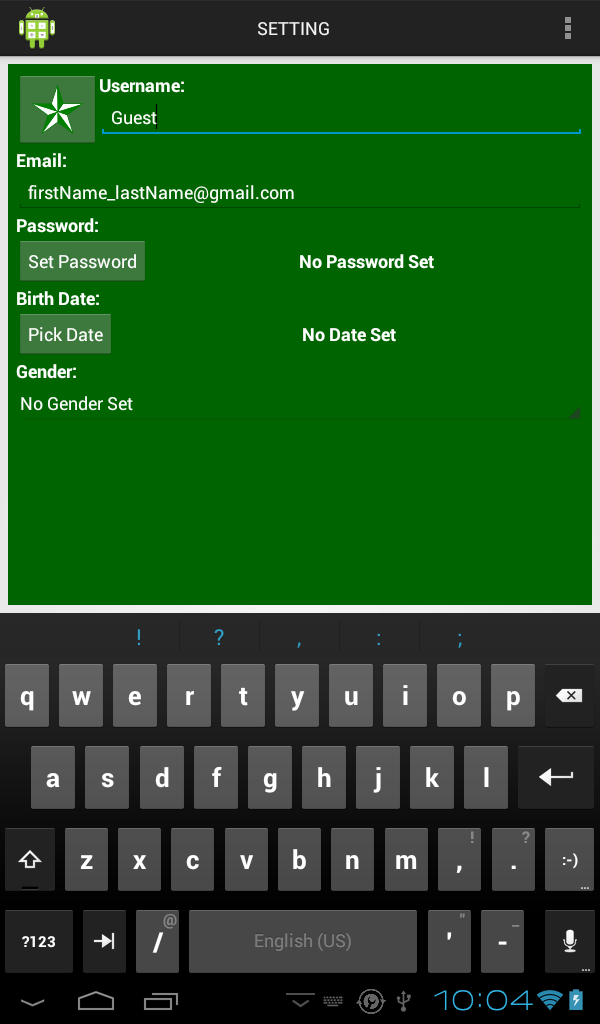 SETTING
Username:
Guest
Email:
firstName_lastName@gmail.com
Password:
Set Password No Password Set
Birth Date:
Pick Date No Date Set
Gender:
No Gender Set
! ? , : ;
q w e r t y u i o p
a s d f g h j k l
z x c v b n m , ! . ? :-) ...
?123 / @ English (US) ' " - _ ...
10:04